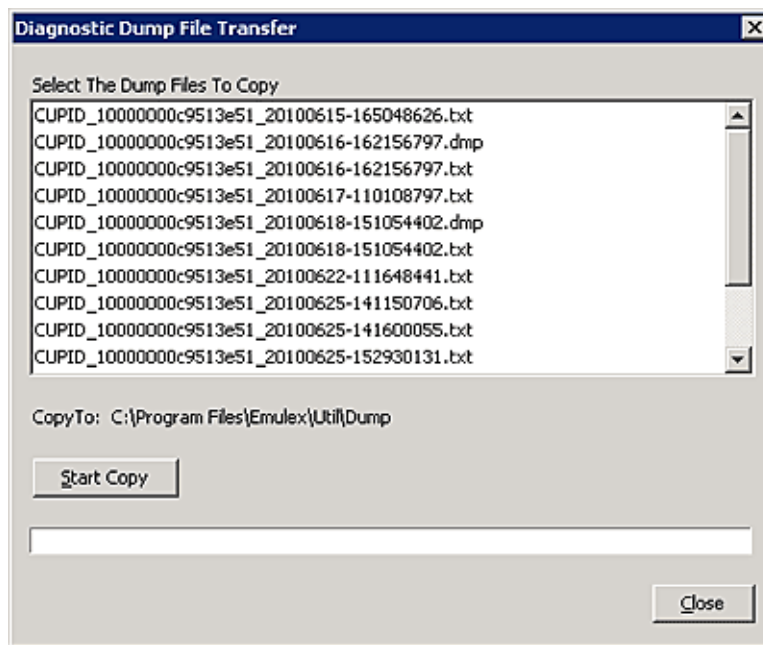 Diagnostic Dump File Transfer
Select The Dump Files To Copy
CUPID_10000000c9513e51_20100615-165048626.txt
CUPID_10000000c9513e51_20100616-162156797.dmp
CUPID_10000000c9513e51_20100616-162156797.txt
CUPID_10000000c9513e51_20100617-110108797.txt
CUPID_10000000c9513e51_20100618-151054402.dmp
CUPID_10000000c9513e51_20100618-151054402.txt
CUPID_10000000c9513e51_20100622-111648441.txt
CUPID_10000000c9513e51_20100625-141150706.txt
CUPID_10000000c9513e51_20100625-141600055.txt
CUPID_10000000c9513e51_20100625-152930131.txt
CopyTo: C:\Program Files\Emulex\Util\Dump
Start Copy
Close